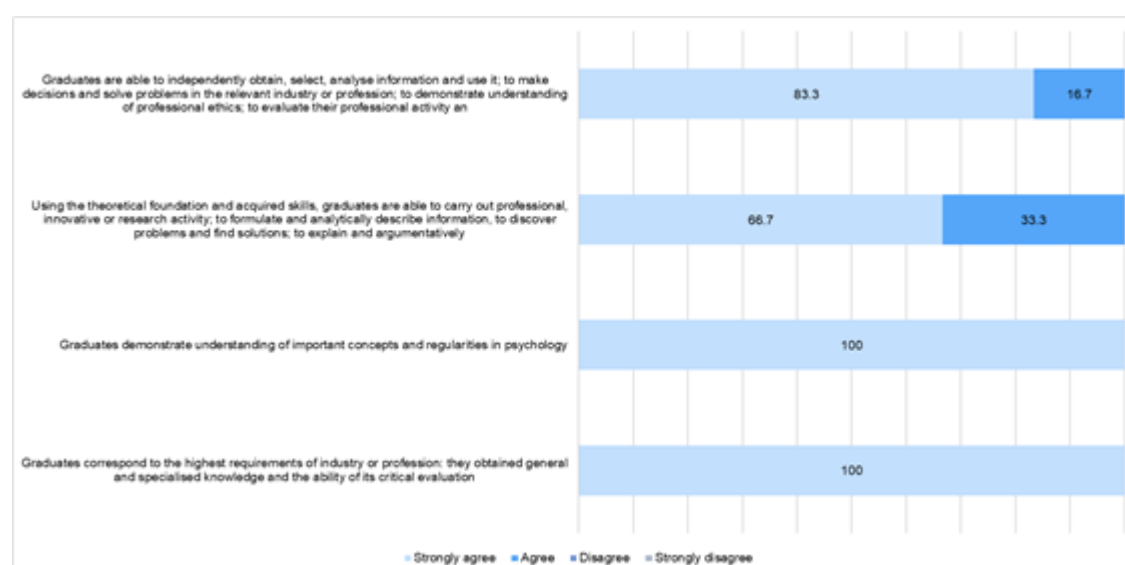 Graduates are able to independently obtain, select, analyse information and use it; to make
decisions and solve problems in the relevant industry or profession; to demonstrate understanding
of professional ethics; to evaluate their professional activity an
83.3
16.7
Using the theoretical foundation and acquired skills, graduates are able to carry out professional,
innovative or research activity; to formulate and analytically describe information, to discover
problems and find solutions; to explain and argumentatively
66.7
33.3
Graduates demonstrate understanding of important concepts and regularities in psychology
100
Graduates correspond to the highest requirements of industry or profession: they obtained general
and specialised knowledge and the ability of its critical evaluation
100
Strongly agree Agree Disagree Strongly disagree